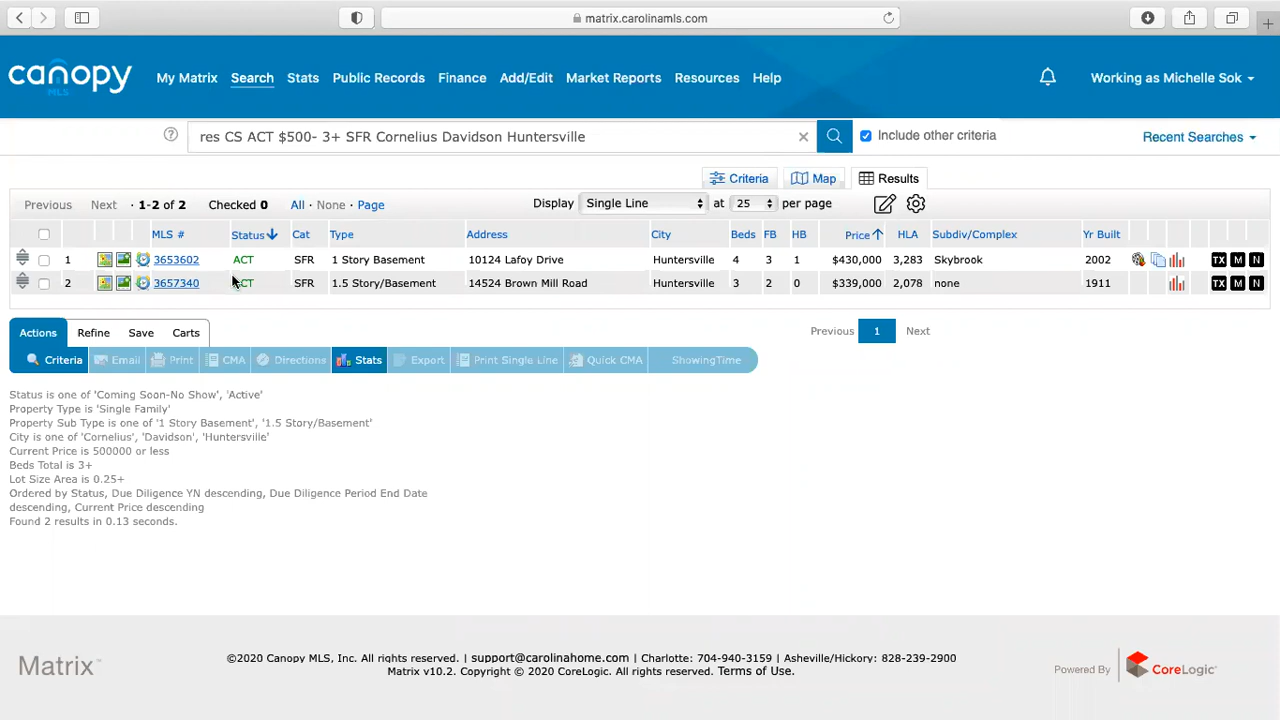 matrix.carolinamls.com
canopy
MLS
My Matrix Search Stats Public Records Finance Add/Edit Market Reports Resources Help Working as Michelle Sok
res CS ACT $500- 3+ SFR Cornelius Davidson Huntersville
Include other criteria
Recent Searches
Criteria Map Results
Previous Next · 1-2 of 2 Checked 0 All · None · Page Display Single Line at 25 per page
MLS # Status Cat Type Address City Beds FB HB Price HLA Subdiv/Complex Yr Built
1 3653602 ACT SFR 1 Story Basement 10124 Lafoy Drive Huntersville 4 3 1 $430,000 3,283 Skybrook 2002 TX M N
2 3657340 ACT SFR 1.5 Story/Basement 14524 Brown Mill Road Huntersville 3 2 0 $339,000 2,078 none 1911 TX M N
Actions Refine Save Carts Previous 1 Next
Criteria Email Print CMA Directions Stats Export Print Single Line Quick CMA ShowingTime
Status is one of 'Coming Soon-No Show', 'Active'
Property Type is 'Single Family'
Property Sub Type is one of '1 Story Basement', '1.5 Story/Basement'
City is one of 'Cornelius', 'Davidson', 'Huntersville'
Current Price is 500000 or less
Beds Total is 3+
Lot Size Area is 0.25+
Ordered by Status, Due Diligence YN descending, Due Diligence Period End Date
descending, Current Price descending
Found 2 results in 0.13 seconds.
Matrix™
©2020 Canopy MLS, Inc. All rights reserved. | support@carolinahome.com | Charlotte: 704-940-3159 | Asheville/Hickory: 828-239-2900
Matrix v10.2. Copyright © 2020 CoreLogic. All rights reserved. Terms of Use.
Powered By CoreLogic